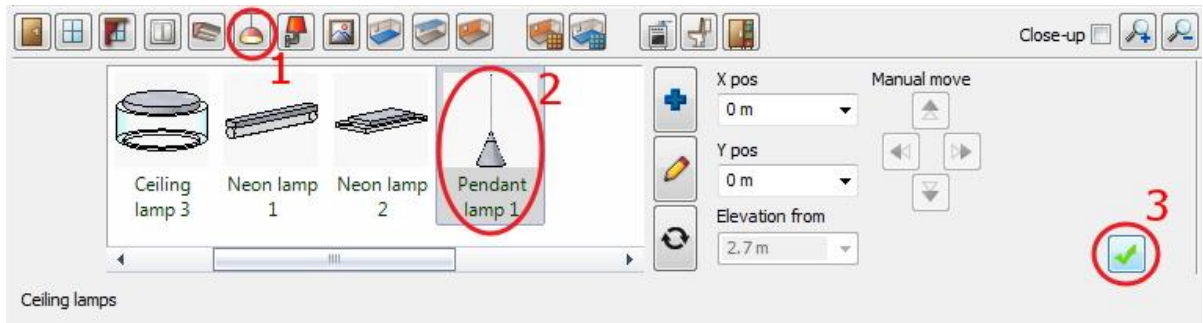 Close-up
1
2
X pos
Manual move
0 m
Y pos
0 m
Ceiling
lamp 3
Neon lamp
1
Neon lamp
2
Pendant
lamp 1
Elevation from
2.7 m
3
Ceiling lamps